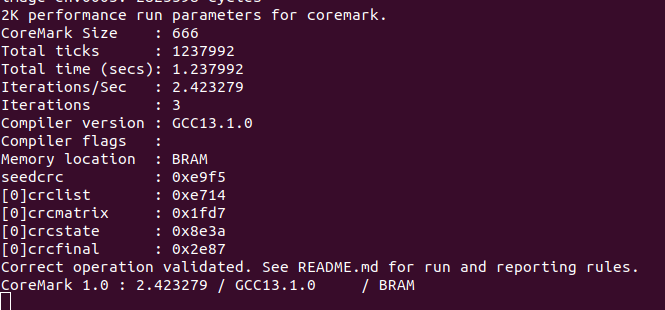 2K performance run parameters for coremark.
CoreMark Size    : 666
Total ticks      : 1237992
Total time (secs): 1.237992
Iterations/Sec   : 2.423279
Iterations       : 3
Compiler version : GCC13.1.0
Compiler flags   :
Memory location  : BRAM
seedcrc          : 0xe9f5
[0]crclist       : 0xe714
[0]crcmatrix     : 0x1fd7
[0]crcstate      : 0x8e3a
[0]crcfinal      : 0x2e87
Correct operation validated. See README.md for run and reporting rules.
CoreMark 1.0 : 2.423279 / GCC13.1.0     / BRAM